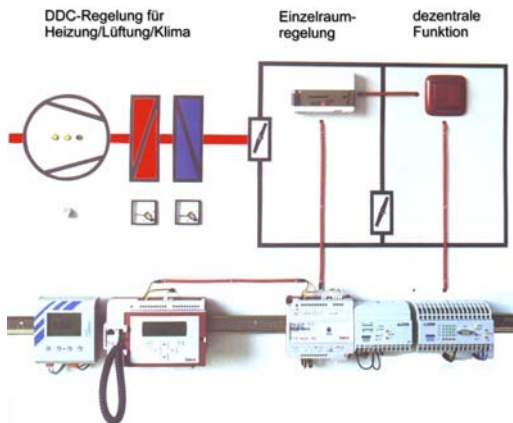 DDC-Regelung für
Heizung/Lüftung/Klima
Einzelraum-
regelung
dezentrale
Funktion